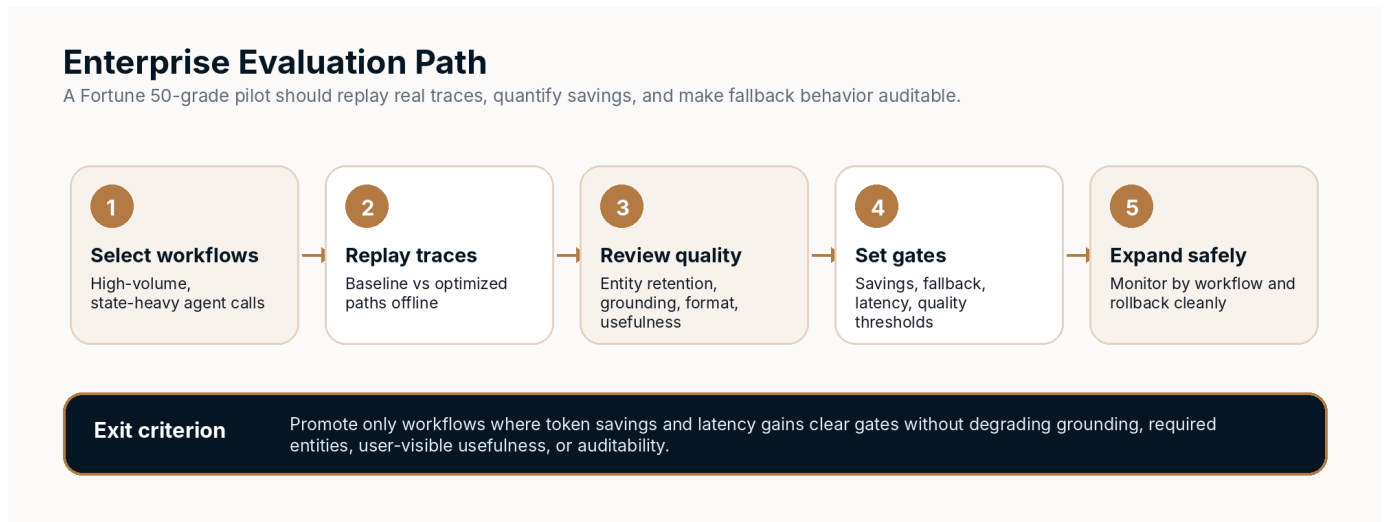 Enterprise Evaluation Path
A Fortune 50-grade pilot should replay real traces, quantify savings, and make fallback behavior auditable.
1
Select workflows
High-volume,
state-heavy agent calls
2
Replay traces
Baseline vs optimized
paths offline
3
Review quality
Entity retention,
grounding, format,
usefulness
4
Set gates
Savings, fallback,
latency, quality
thresholds
5
Expand safely
Monitor by workflow and
rollback cleanly
Exit criterion
Promote only workflows where token savings and latency gains clear gates without degrading grounding, required
entities, user-visible usefulness, or auditability.